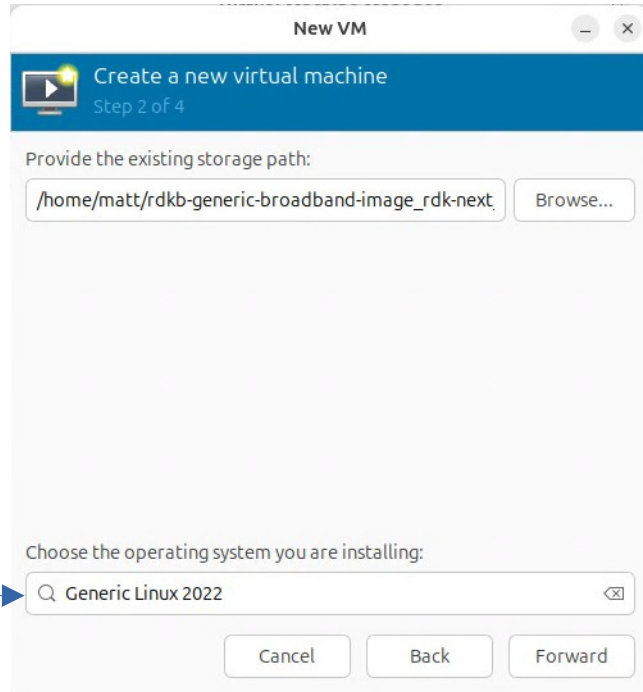 New VM
Create a new virtual machine
Step 2 of 4
Provide the existing storage path:
/home/matt/rdkb-generic-broadband-image_rdk-next_ Browse...
Choose the operating system you are installing:
Generic Linux 2022
Cancel Back Forward